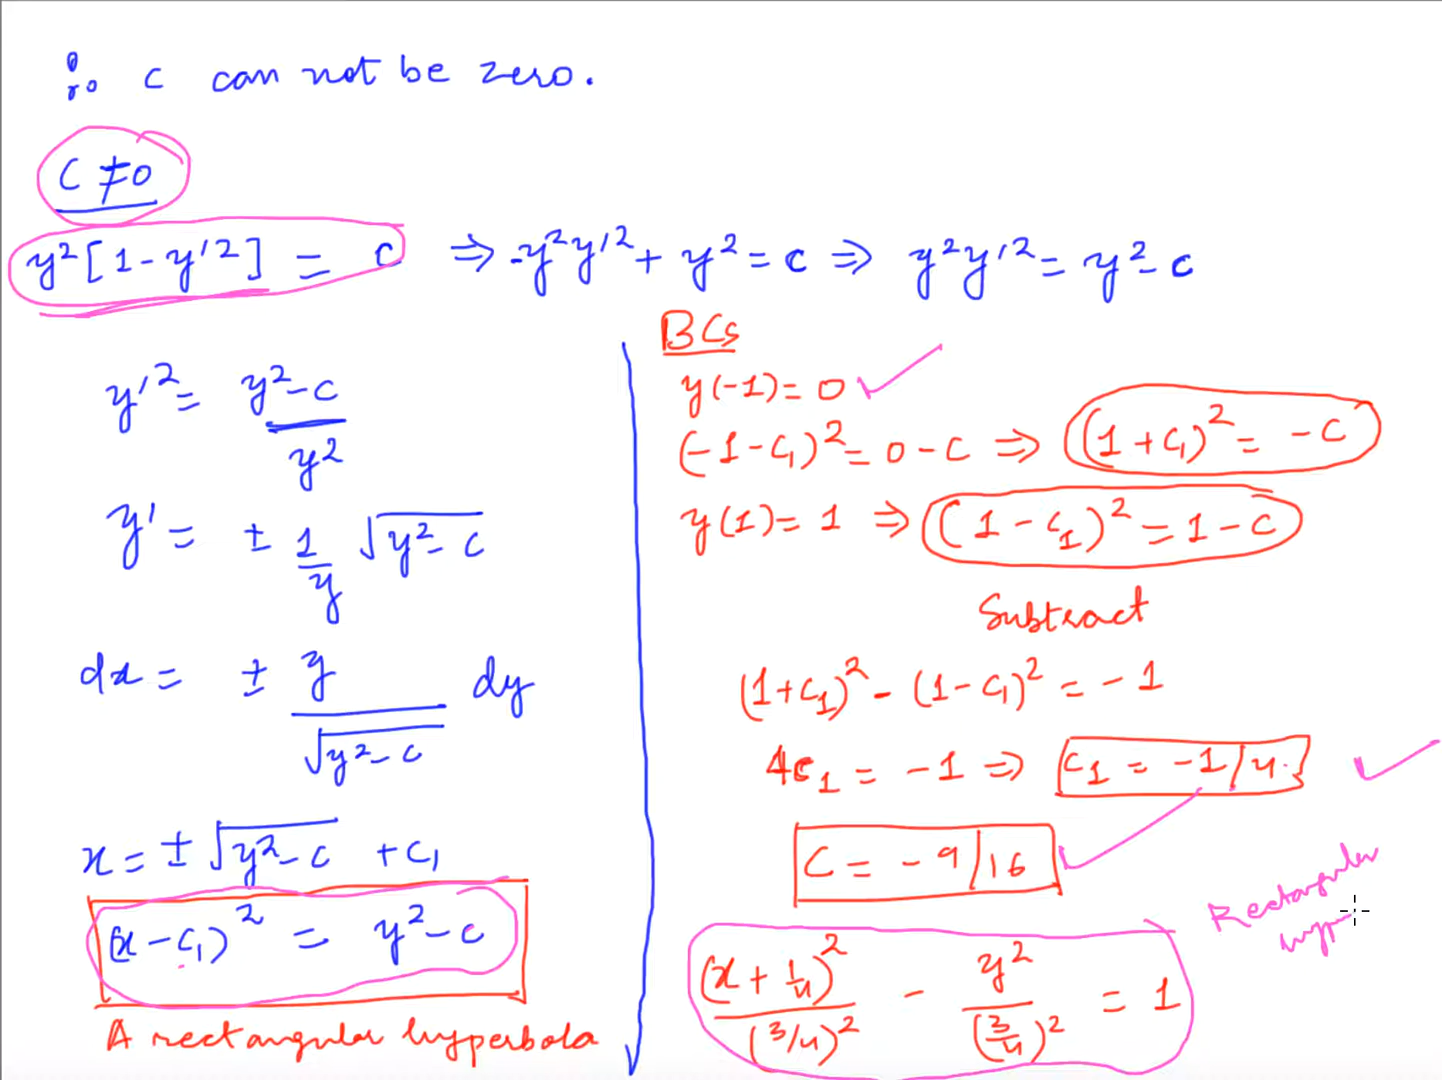 ∴ C can not be zero.
C ≠ 0
y²[1 - y'²] = c ⇒ -y²y'² + y² = c ⇒ y²y'² = y² - c
y'² = (y² - c)/y²
y' = ± 1/y √(y² - c)
dx = ± y/√(y² - c) dy
x = ± √(y² - c) + c₁
(x - c₁)² = y² - c
A rectangular hyperbola
BCs
y(-1) = 0 ✓
(-1 - c₁)² = 0 - c ⇒ (1 + c₁)² = -c
y(1) = 1 ⇒ (1 - c₁)² = 1 - c
Subtract
(1 + c₁)² - (1 - c₁)² = -1
4c₁ = -1 ⇒ c₁ = -1/4. ✓
C = -9/16 ✓
(x + 1/4)²/(3/4)² - y²/(3/4)² = 1
Rectangular
hyp